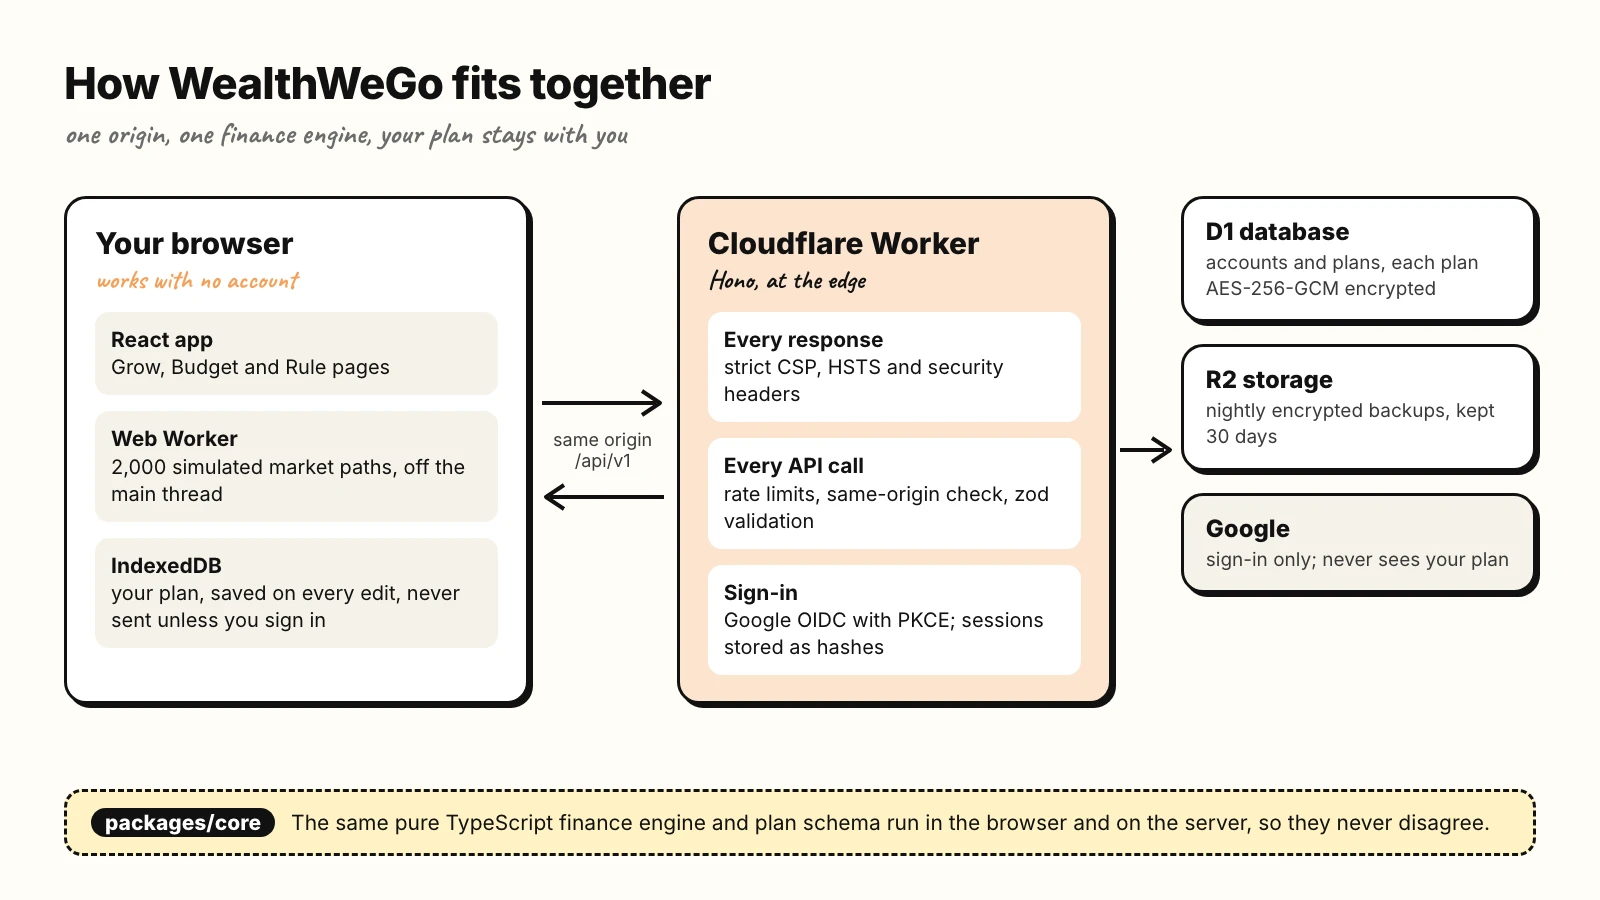 How WealthWeGo fits together
one origin, one finance engine, your plan stays with you
Your browser
works with no account
React app
Grow, Budget and Rule pages
Web Worker
2,000 simulated market paths, off the
main thread
IndexedDB
your plan, saved on every edit, never
sent unless you sign in
same origin
/api/v1
Cloudflare Worker
Hono, at the edge
Every response
strict CSP, HSTS and security
headers
Every API call
rate limits, same-origin check, zod
validation
Sign-in
Google OIDC with PKCE; sessions
stored as hashes
D1 database
accounts and plans, each plan
AES-256-GCM encrypted
R2 storage
nightly encrypted backups, kept
30 days
Google
sign-in only; never sees your plan
packages/core The same pure TypeScript finance engine and plan schema run in the browser and on the server, so they never disagree.